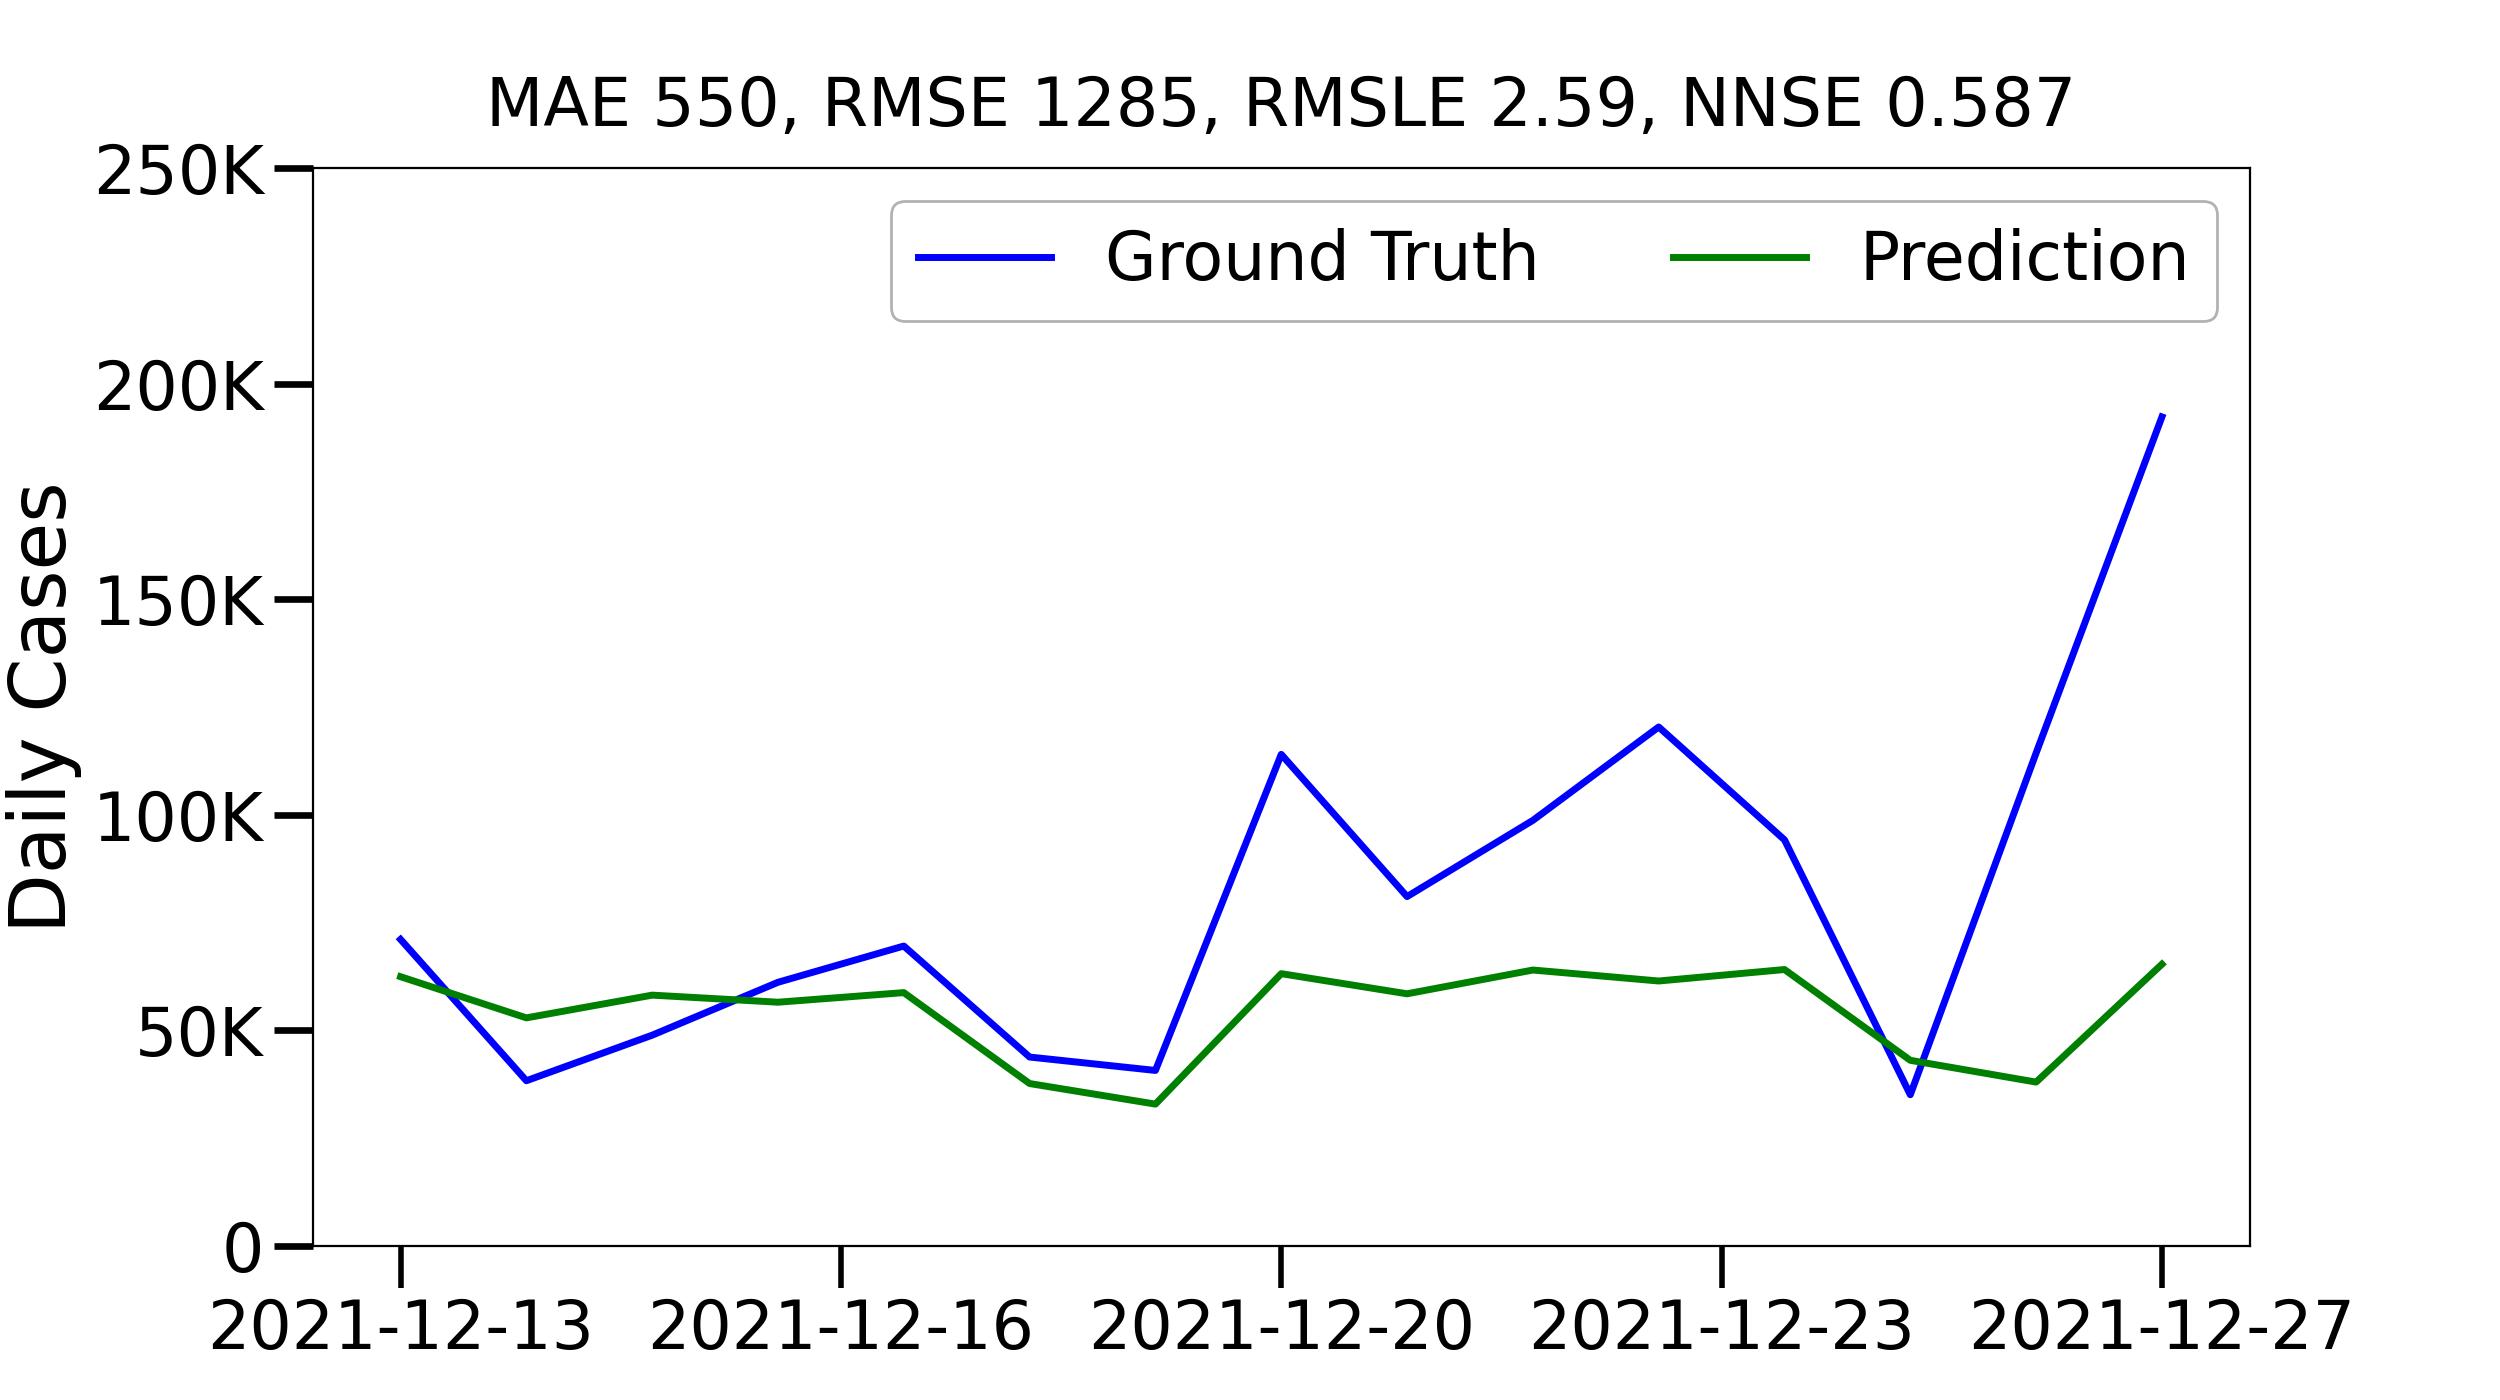 MAE 550, RMSE 1285, RMSLE 2.59, NNSE 0.587
250K
200K
150K
100K
50K
0
Daily Cases
Ground Truth Prediction
2021-12-13 2021-12-16 2021-12-20 2021-12-23 2021-12-27